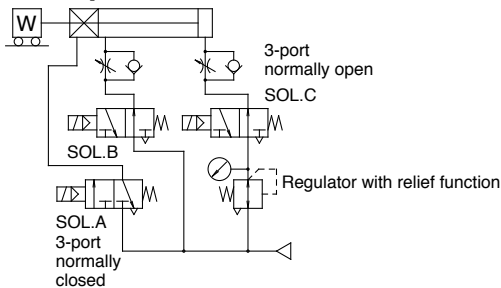 W
3-port
normally open
SOL.C
SOL.B
Regulator with relief function
SOL.A
3-port
normally
closed